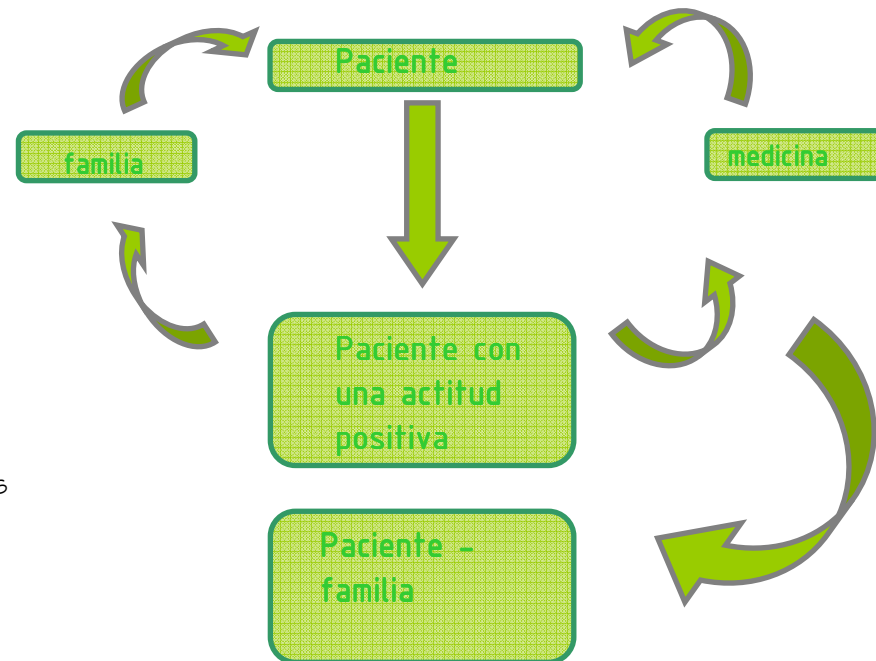 Paciente
familia
medicina
Paciente con
una actitud
positiva
s
Paciente -
familia